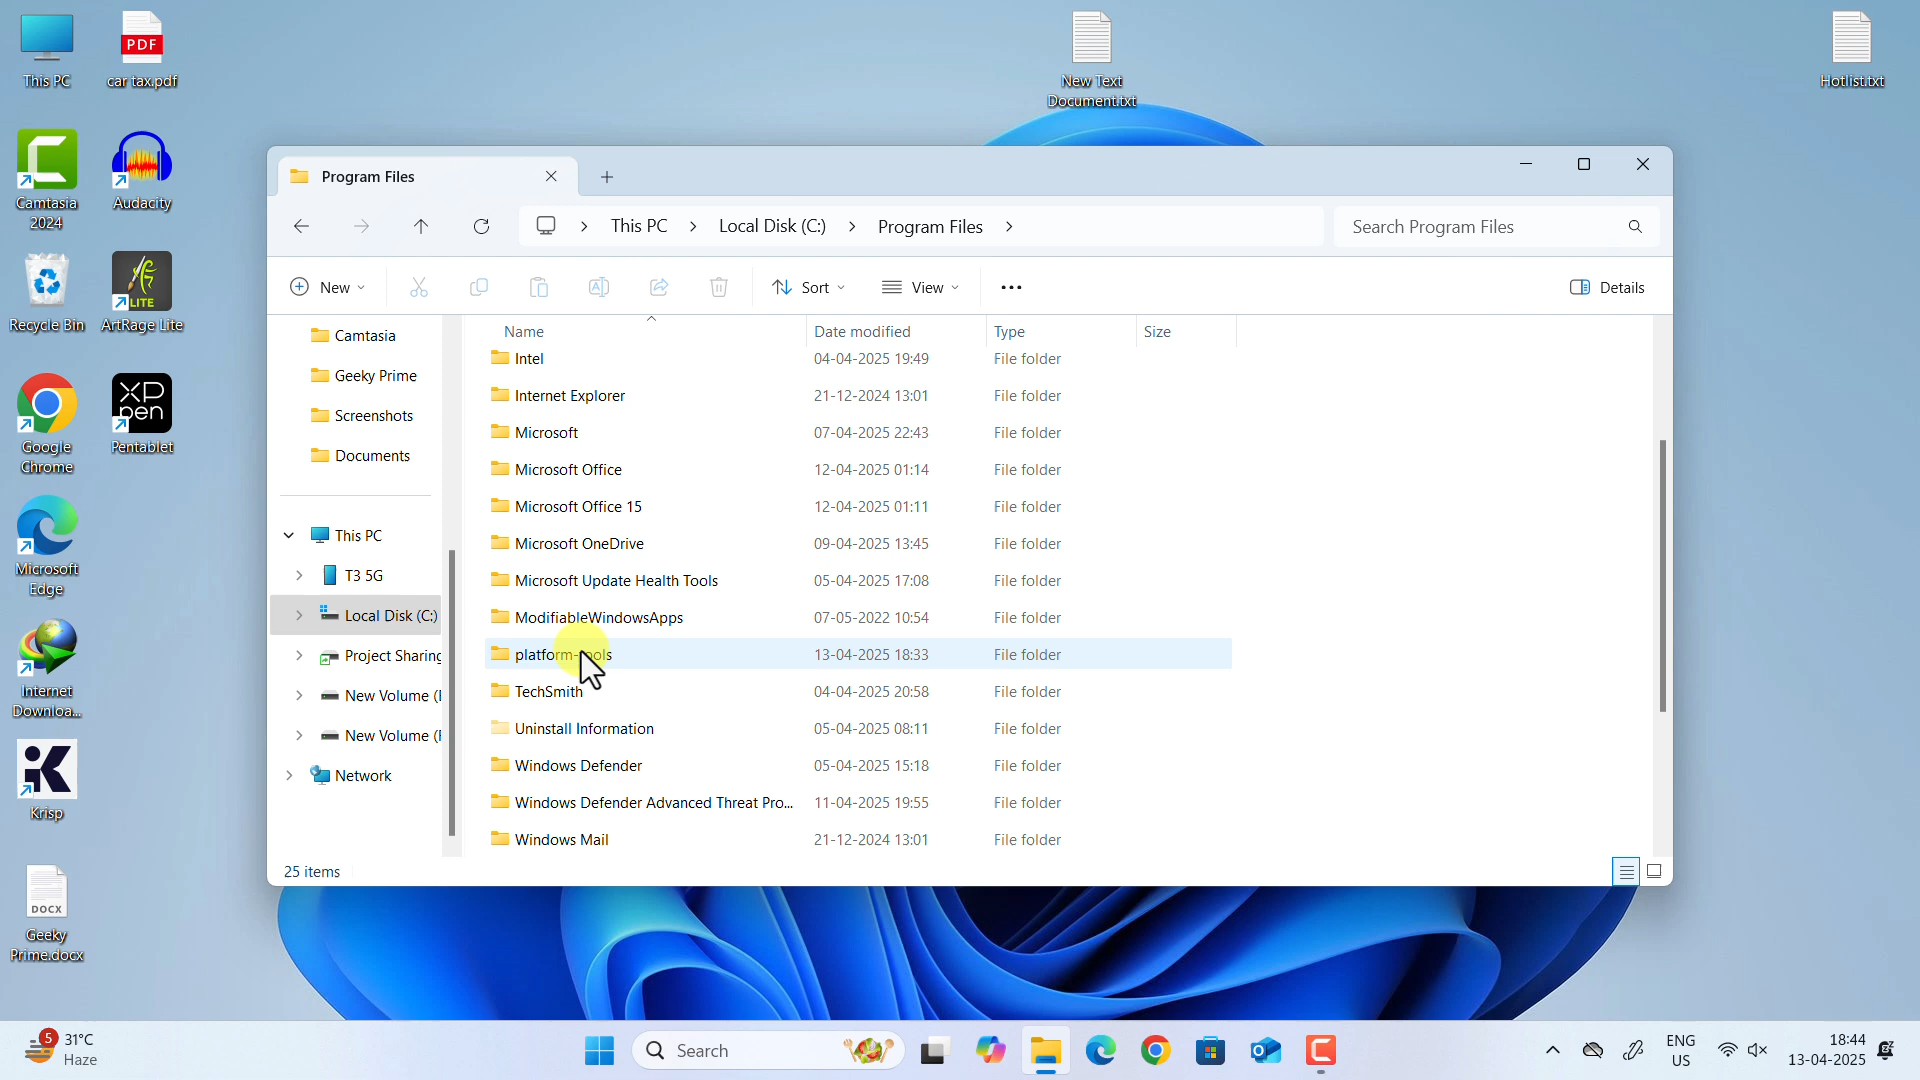 This PC
PDF
car tax.pdf
New Text
Document.txt
Hotlist.txt
Camtasia
2024
Audacity
Recycle Bin
LITE
ArtRage Lite
Google
Chrome
XP
pen
Pentablet
Microsoft
Edge
Internet
Downloa...
Krisp
DOCX
Geeky
Prime.docx
Program Files
This PC
Local Disk (C:)
Program Files
Search Program Files
New
Sort
View
Details
Camtasia
Geeky Prime
Screenshots
Documents
This PC
T3 5G
Local Disk (C:)
Project Sharing
New Volume (
New Volume (
Network
Name
Date modified
Type
Size
Intel 04-04-2025 19:49 File folder
Internet Explorer 21-12-2024 13:01 File folder
Microsoft 07-04-2025 22:43 File folder
Microsoft Office 12-04-2025 01:14 File folder
Microsoft Office 15 12-04-2025 01:11 File folder
Microsoft OneDrive 09-04-2025 13:45 File folder
Microsoft Update Health Tools 05-04-2025 17:08 File folder
ModifiableWindowsApps 07-05-2022 10:54 File folder
platform-tools 13-04-2025 18:33 File folder
TechSmith 04-04-2025 20:58 File folder
Uninstall Information 05-04-2025 08:11 File folder
Windows Defender 05-04-2025 15:18 File folder
Windows Defender Advanced Threat Pro... 11-04-2025 19:55 File folder
Windows Mail 21-12-2024 13:01 File folder
25 items
5
31°C
Haze
Search
ENG
US
18:44
13-04-2025